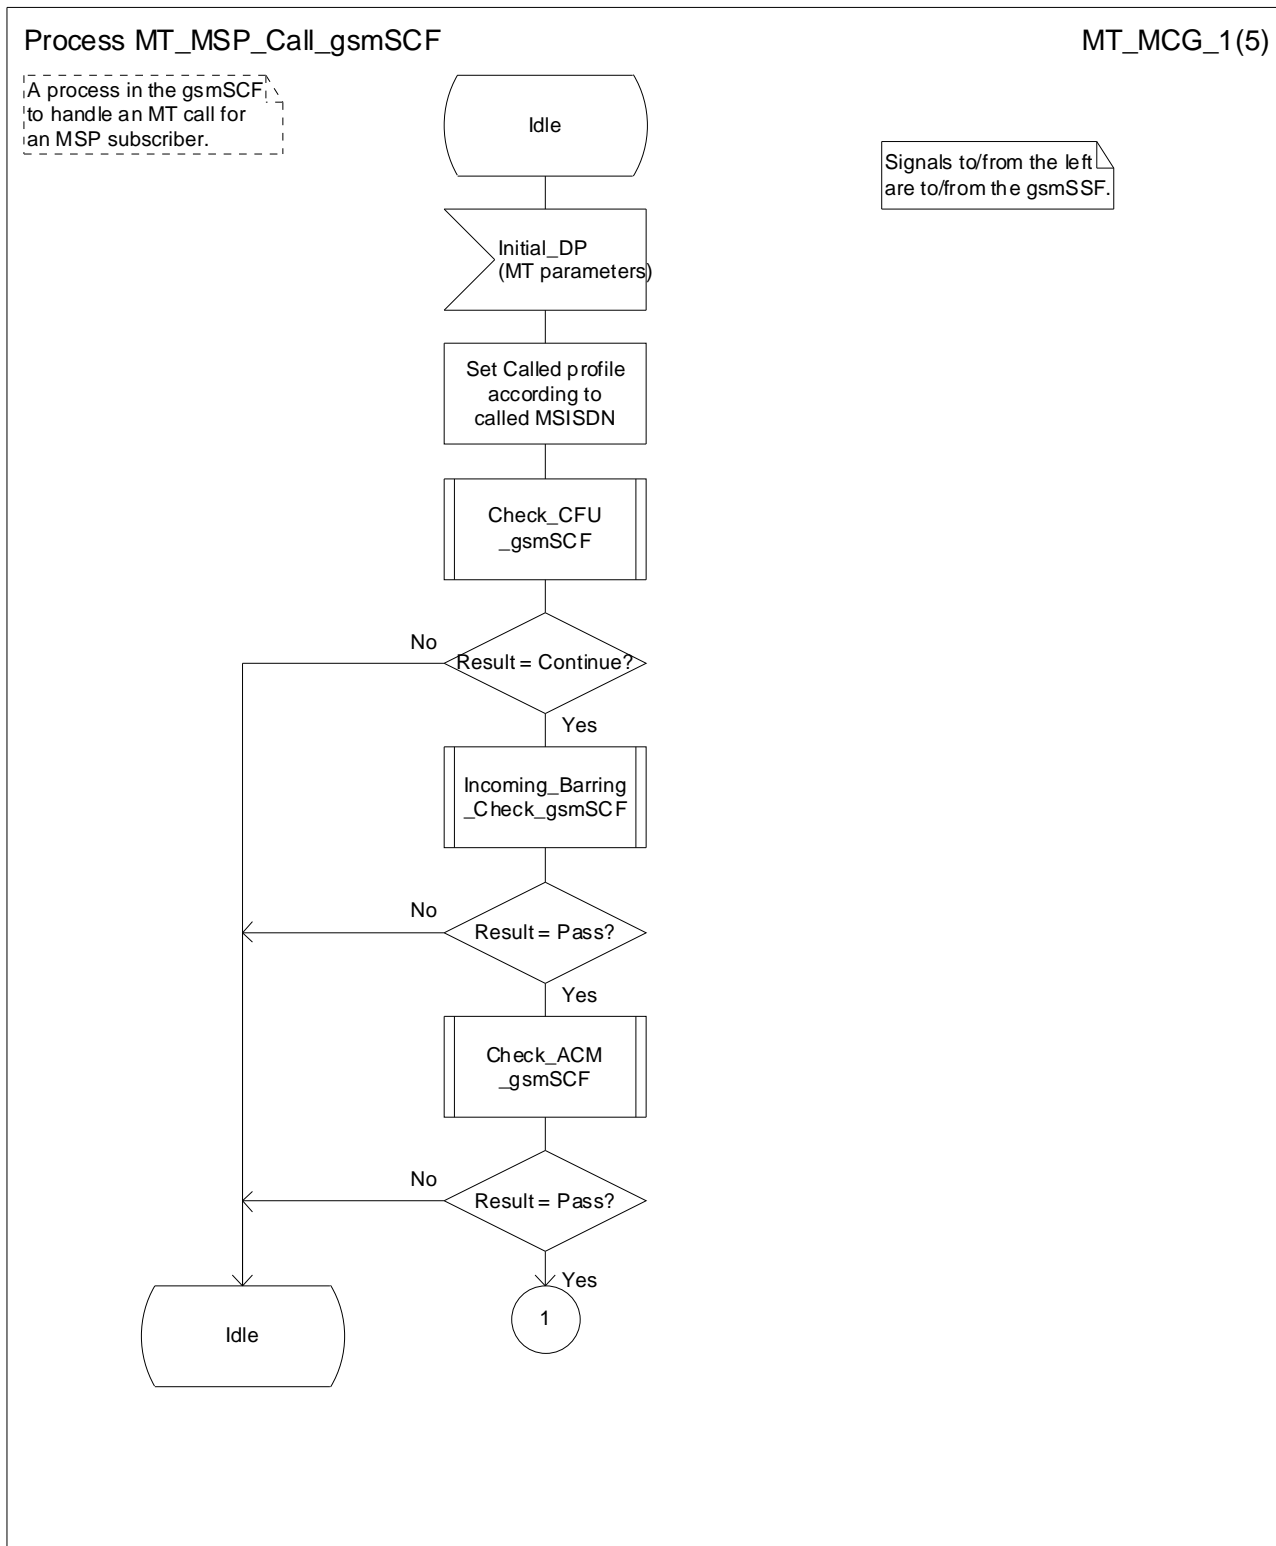 Process MT_MSP_Call_gsmSCF
MT_MCG_1(5)
A process in the gsmSCF
to handle an MT call for
an MSP subscriber.
Idle
Signals to/from the left
are to/from the gsmSSF.
Initial_DP
(MT parameters)
Set Called profile
according to
called MSISDN
Check_CFU
_gsmSCF
No
Result = Continue?
Yes
Incoming_Barring
_Check_gsmSCF
No
Result = Pass?
Yes
Check_ACM
_gsmSCF
No
Result = Pass?
Yes
Idle
1